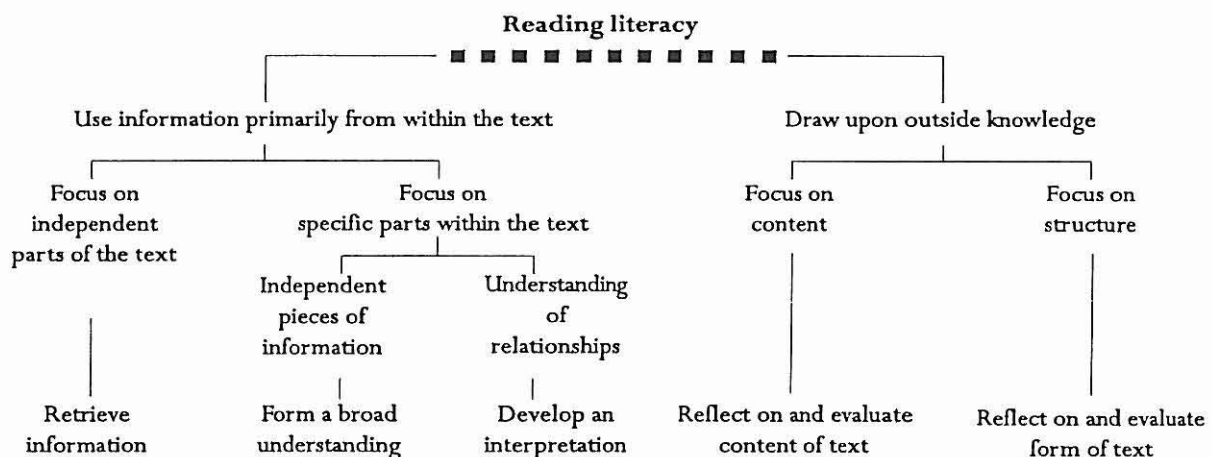 Reading literacy
Use information primarily from within the text
Draw upon outside knowledge
Focus on
independent
parts of the text
Focus on
specific parts within the text
Focus on
content
Focus on
structure
Independent
pieces of
information
Understanding
of
relationships
Retrieve
information
Form a broad
understanding
Develop an
interpretation
Reflect on and evaluate
content of text
Reflect on and evaluate
form of text